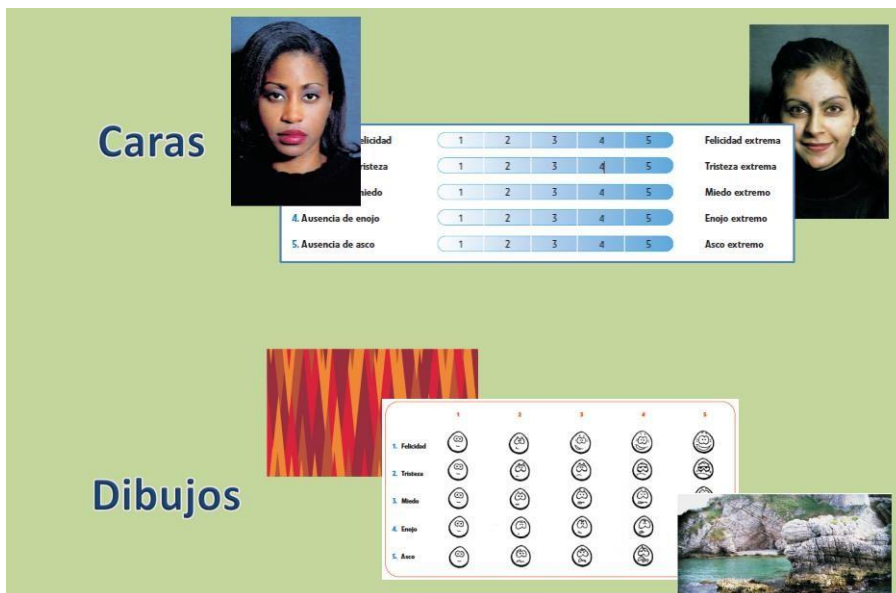 Caras
elicidad 1 2 3 4 5 Felicidad extrema
risteza 1 2 3 4 5 Tristeza extrema
miedo 1 2 3 4 5 Miedo extremo
4. Ausencia de enojo 1 2 3 4 5 Enojo extremo
5. Ausencia de asco 1 2 3 4 5 Asco extremo
1 2 3 4 5
1. Felicidad
2. Tristeza
3. Miedo
Dibujos
4. Enojo
5. Asco